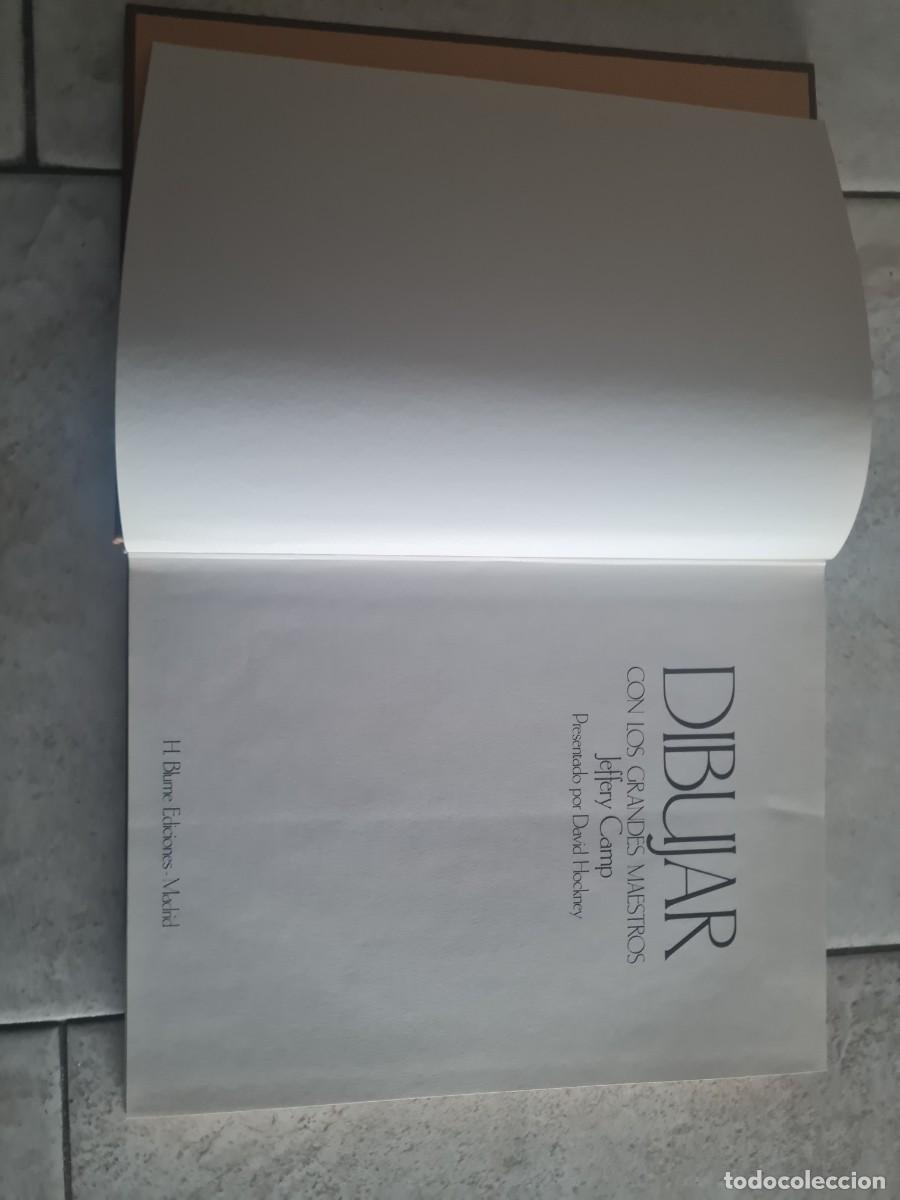 DIBUJAR
CON LOS GRANDES MAESTROS
Jeffery Camp
Presentado por David Hockney
H. Blume Ediciones - Madrid
todocoleccion